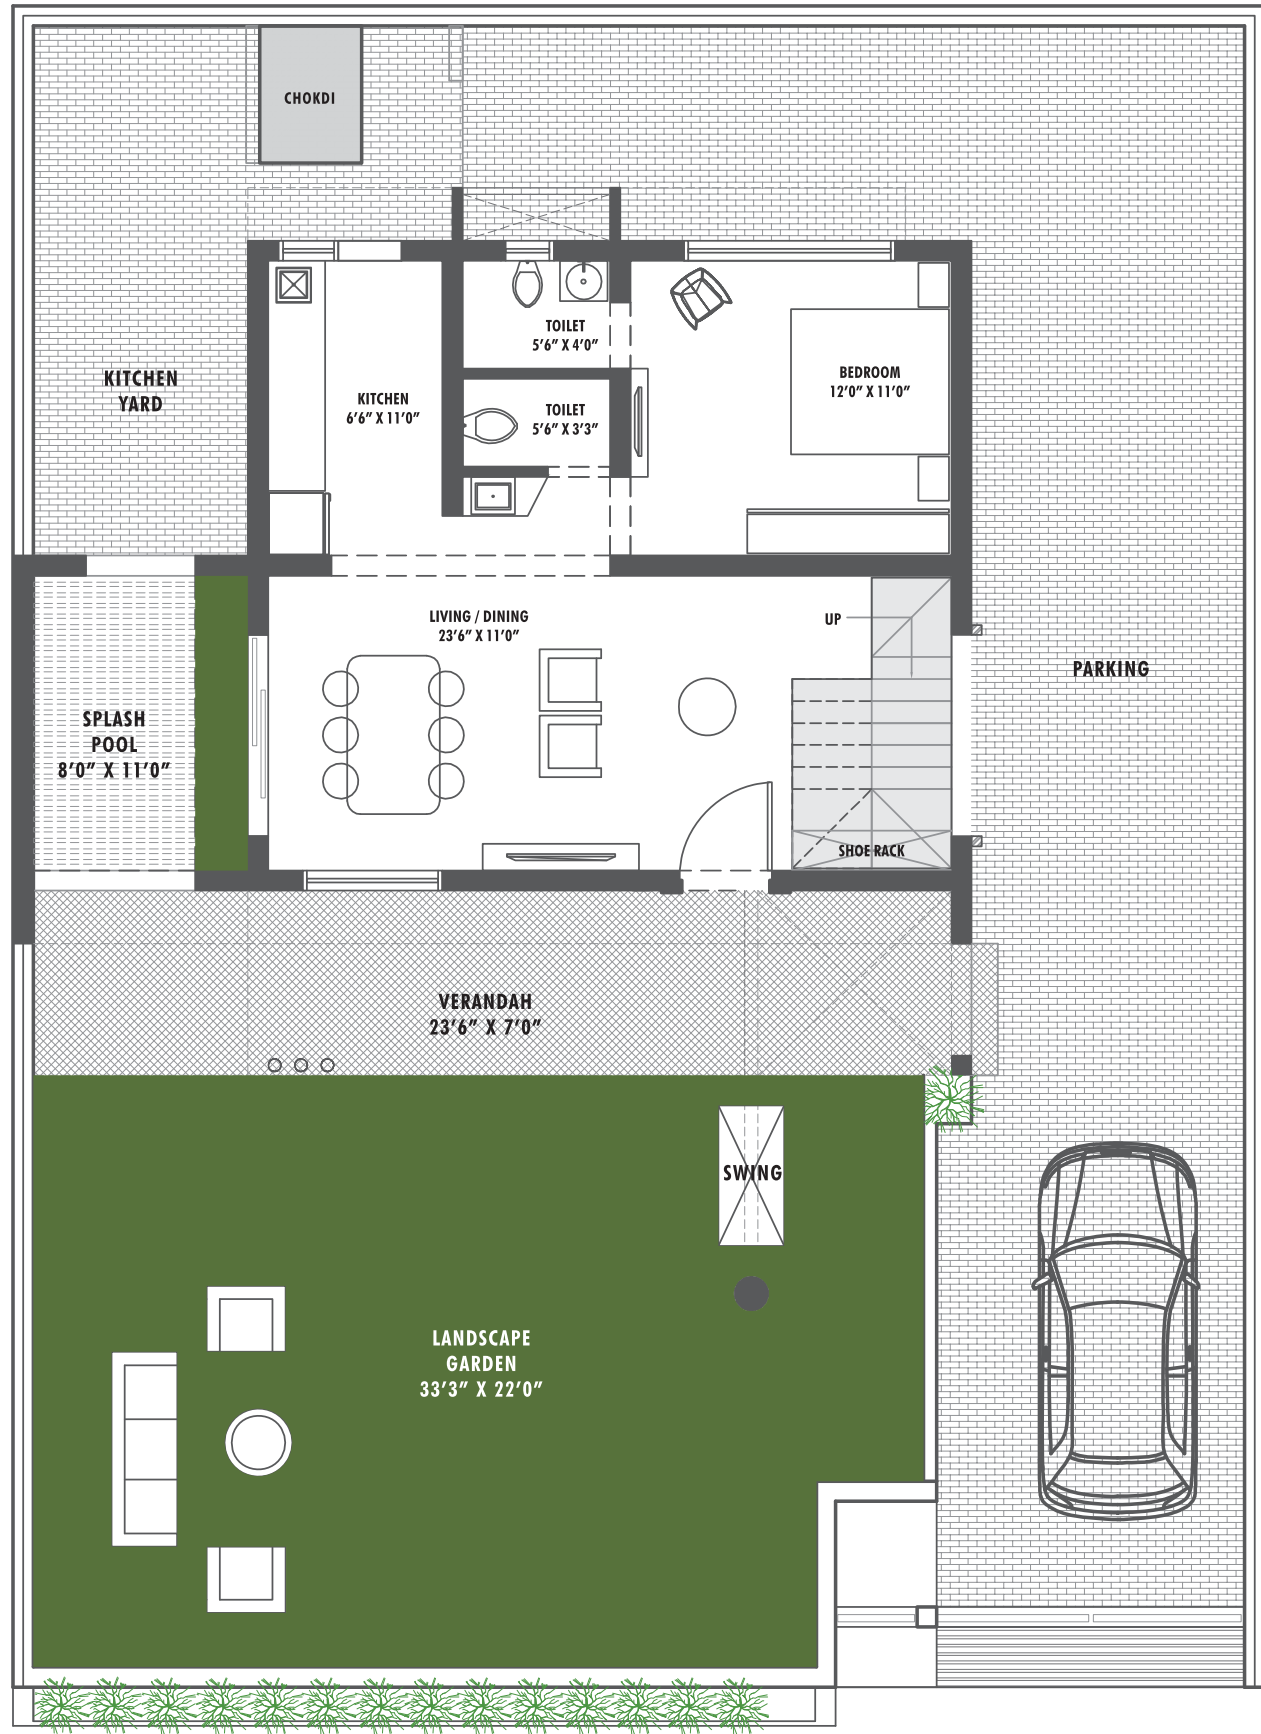 CHOKDI
TOILET
5'6" X 4'0"
KITCHEN
YARD
KITCHEN
6'6" X 11'0"
TOILET
5'6" X 3'3"
BEDROOM
12'0" X 11'0"
LIVING / DINING
23'6" X 11'0"
UP
PARKING
SPLASH
POOL
8'0" X 11'0"
SHOE RACK
VERANDAH
23'6" X 7'0"
SWING
LANDSCAPE
GARDEN
33'3" X 22'0"